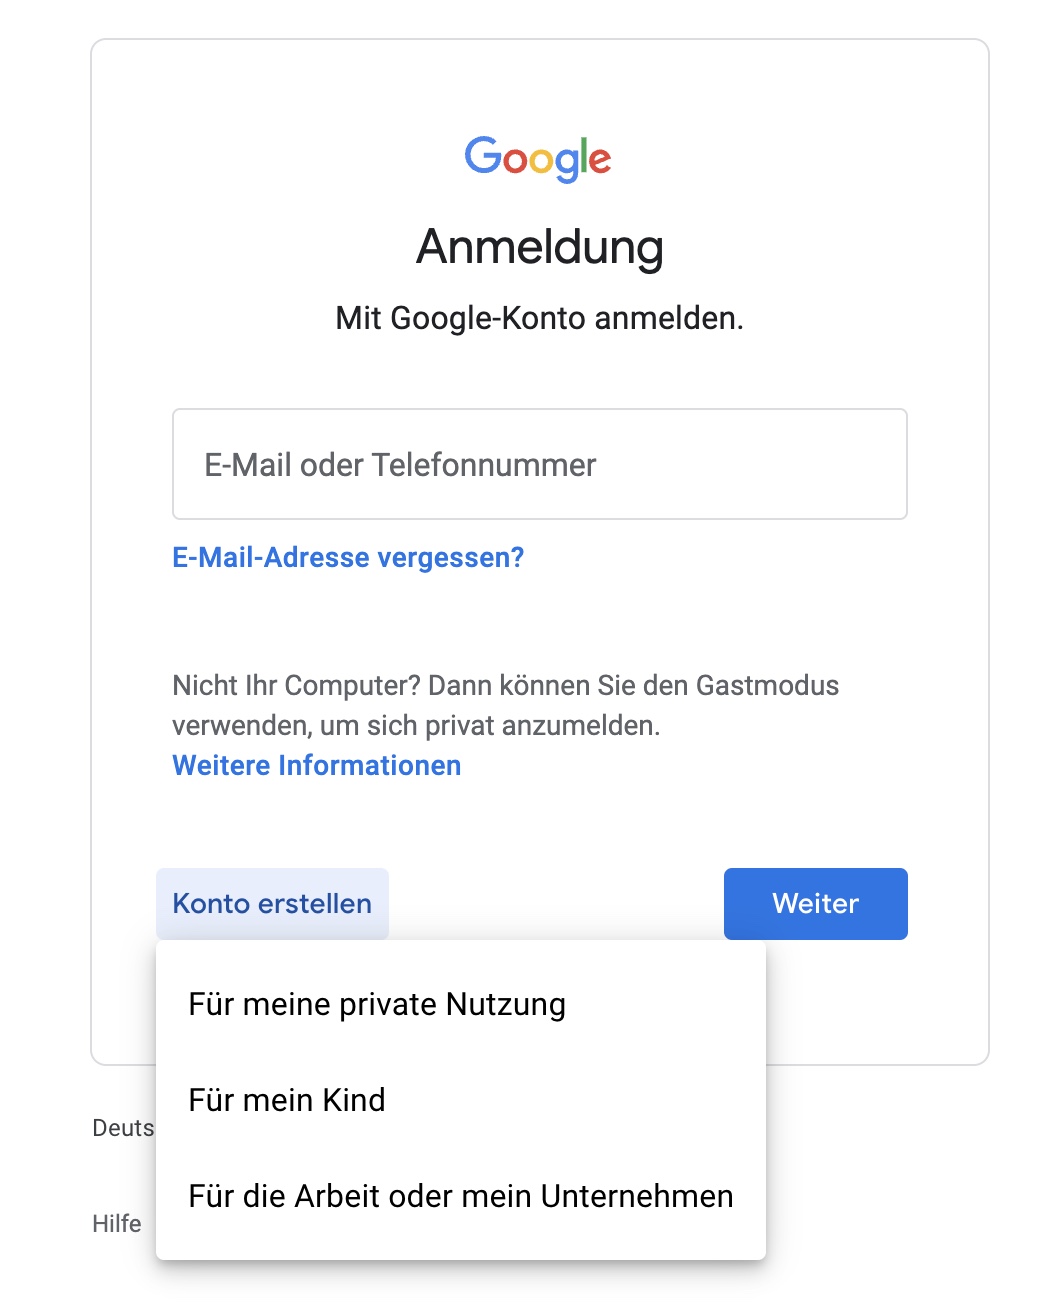 Google
Anmeldung
Mit Google-Konto anmelden.
E-Mail oder Telefonnummer
E-Mail-Adresse vergessen?
Nicht Ihr Computer? Dann können Sie den Gastmodus
verwenden, um sich privat anzumelden.
Weitere Informationen
Konto erstellen
Weiter
Für meine private Nutzung
Für mein Kind
Deuts
Für die Arbeit oder mein Unternehmen
Hilfe